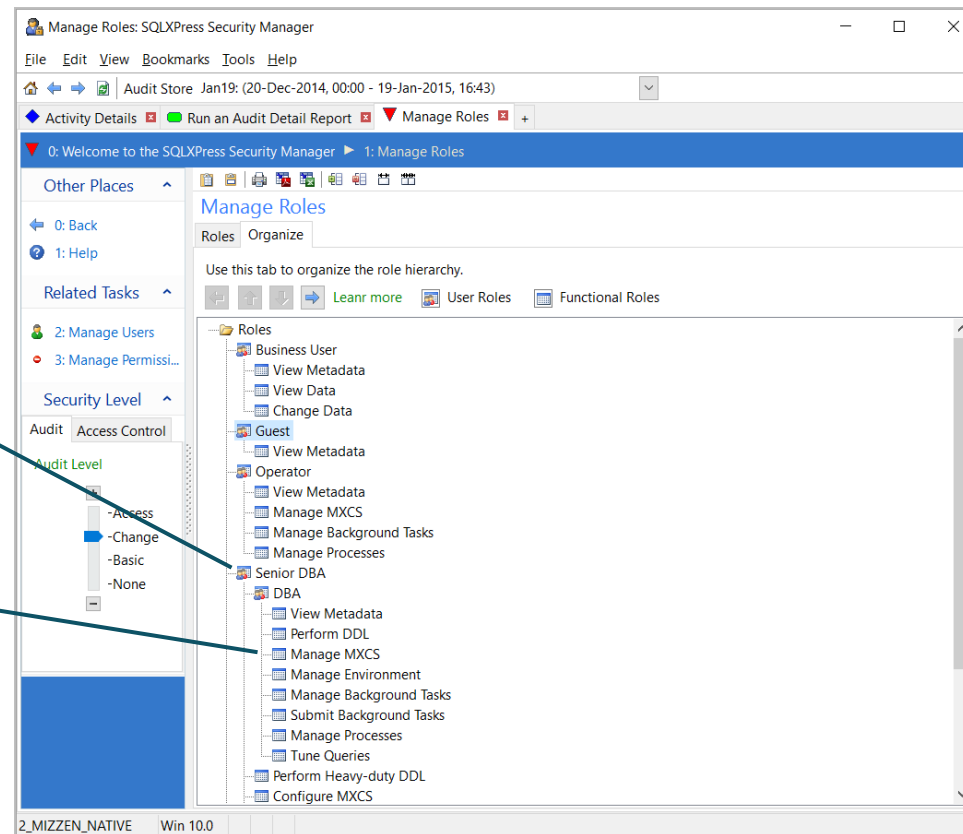 Manage Roles: SQLXPress Security Manager
File Edit View Bookmarks Tools Help
Audit Store Jan19: (20-Dec-2014, 00:00 - 19-Jan-2015, 16:43)
Activity Details Run an Audit Detail Report Manage Roles +
0: Welcome to the SQLXPress Security Manager 1: Manage Roles
Other Places
0: Back
1: Help
Related Tasks
2: Manage Users
3: Manage Permissi...
Security Level
Audit Access Control
Audit Level
-Access
-Change
-Basic
-None
Manage Roles
Roles Organize
Use this tab to organize the role hierarchy.
Leanr more User Roles Functional Roles
Roles
Business User
View Metadata
View Data
Change Data
Guest
View Metadata
Operator
View Metadata
Manage MXCS
Manage Background Tasks
Manage Processes
Senior DBA
DBA
View Metadata
Perform DDL
Manage MXCS
Manage Environment
Manage Background Tasks
Submit Background Tasks
Manage Processes
Tune Queries
Perform Heavy-duty DDL
Configure MXCS
2_MIZZEN_NATIVE Win 10.0